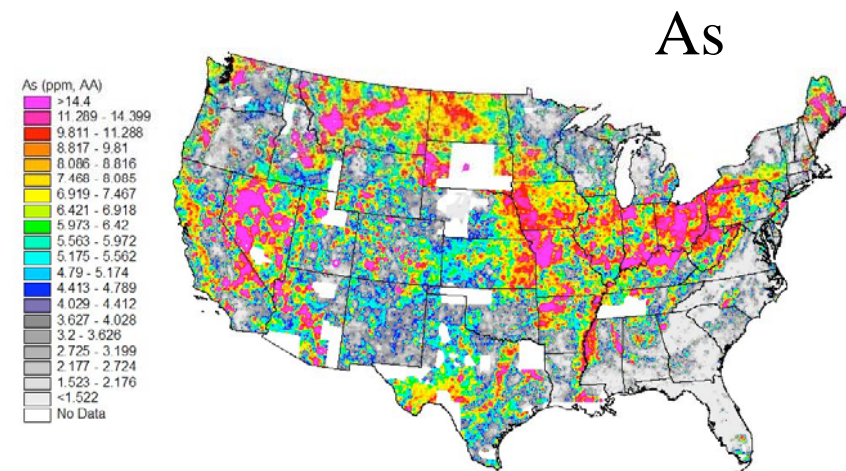 As
As (ppm, AA)
>14.4
11.289 - 14.399
9.811 - 11.288
8.817 - 9.81
8.086 - 8.816
7.468 - 8.085
6.919 - 7.467
6.421 - 6.918
5.973 - 6.42
5.563 - 5.972
5.175 - 5.562
4.79 - 5.174
4.413 - 4.789
4.029 - 4.412
3.627 - 4.028
3.2 - 3.626
2.725 - 3.199
2.177 - 2.724
1.523 - 2.176
<1.522
No Data